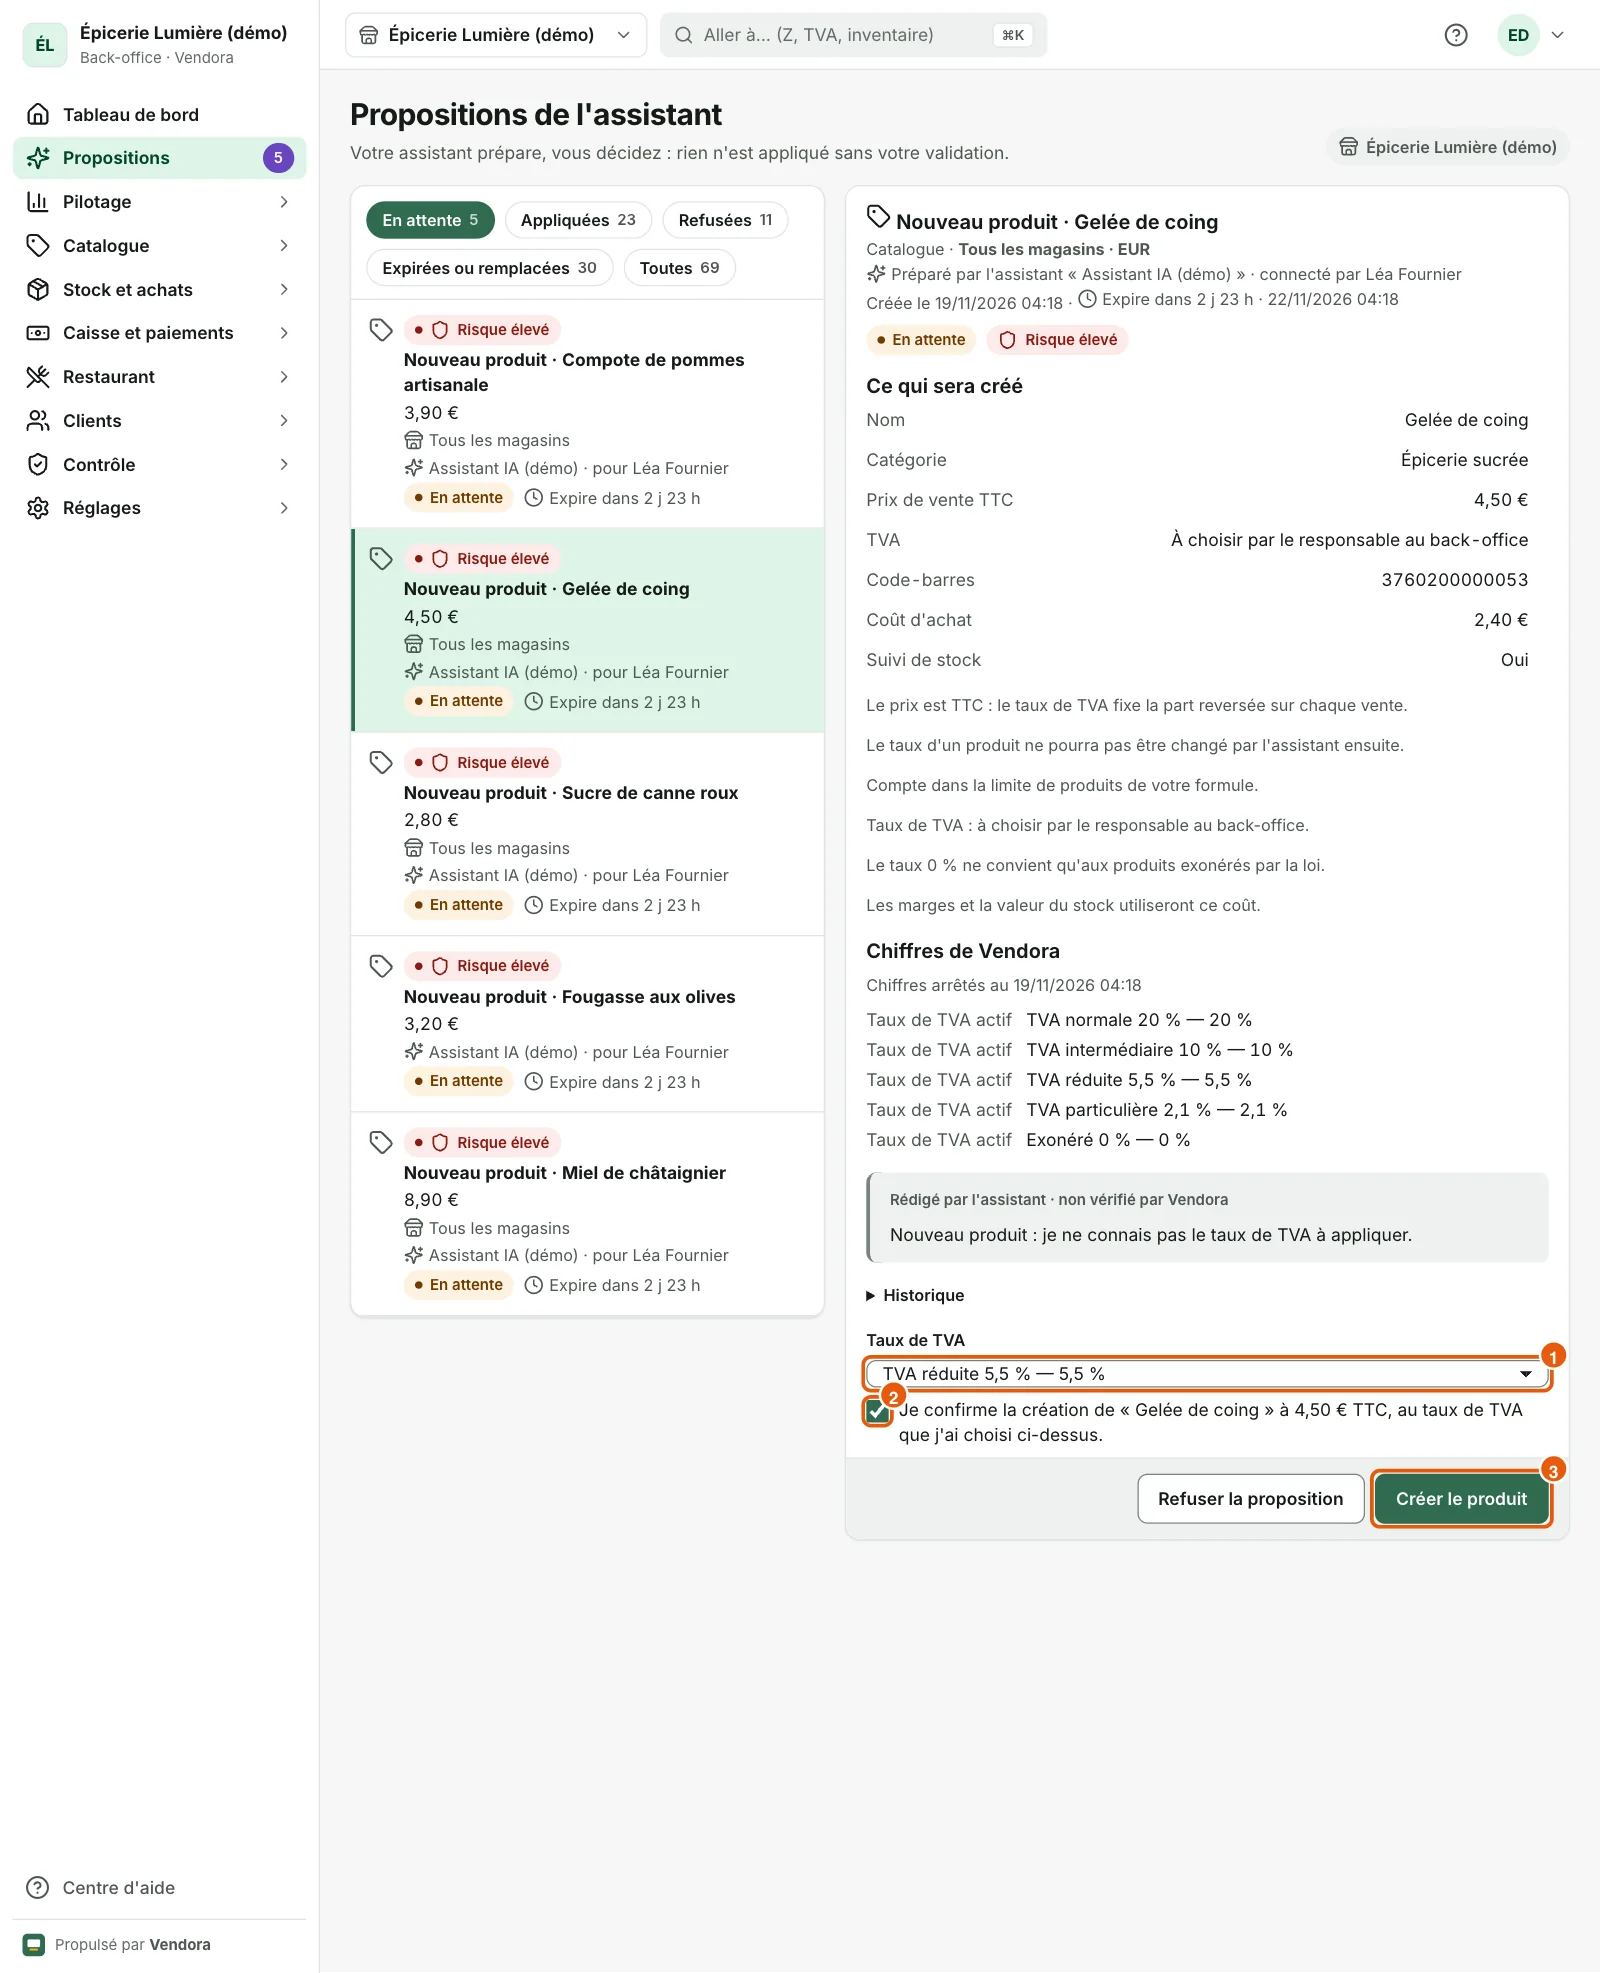 ÉL
Épicerie Lumière (démo)
Back-office · Vendora
Tableau de bord
Propositions 5
Pilotage
Catalogue
Stock et achats
Caisse et paiements
Restaurant
Clients
Contrôle
Réglages
Centre d'aide
Propulsé par Vendora
Épicerie Lumière (démo)
Aller à... (Z, TVA, inventaire) ⌘K
ED
Propositions de l'assistant
Votre assistant prépare, vous décidez : rien n'est appliqué sans votre validation.
Épicerie Lumière (démo)
En attente 5
Appliquées 23
Refusées 11
Expirées ou remplacées 30
Toutes 69
Risque élevé
Nouveau produit · Compote de pommes
artisanale
3,90 €
Tous les magasins
Assistant IA (démo) · pour Léa Fournier
En attente Expire dans 2 j 23 h
Risque élevé
Nouveau produit · Gelée de coing
4,50 €
Tous les magasins
Assistant IA (démo) · pour Léa Fournier
En attente Expire dans 2 j 23 h
Risque élevé
Nouveau produit · Sucre de canne roux
2,80 €
Tous les magasins
Assistant IA (démo) · pour Léa Fournier
En attente Expire dans 2 j 23 h
Risque élevé
Nouveau produit · Fougasse aux olives
3,20 €
Assistant IA (démo) · pour Léa Fournier
En attente Expire dans 2 j 23 h
Risque élevé
Nouveau produit · Miel de châtaignier
8,90 €
Tous les magasins
Assistant IA (démo) · pour Léa Fournier
En attente Expire dans 2 j 23 h
Nouveau produit · Gelée de coing
Catalogue · Tous les magasins · EUR
Préparé par l'assistant « Assistant IA (démo) » · connecté par Léa Fournier
Créée le 19/11/2026 04:18 · Expire dans 2 j 23 h · 22/11/2026 04:18
En attente Risque élevé
Ce qui sera créé
Nom Gelée de coing
Catégorie Épicerie sucrée
Prix de vente TTC 4,50 €
TVA À choisir par le responsable au back-office
Code-barres 3760200000053
Coût d'achat 2,40 €
Suivi de stock Oui
Le prix est TTC : le taux de TVA fixe la part reversée sur chaque vente.
Le taux d'un produit ne pourra pas être changé par l'assistant ensuite.
Compte dans la limite de produits de votre formule.
Taux de TVA : à choisir par le responsable au back-office.
Le taux 0 % ne convient qu'aux produits exonérés par la loi.
Les marges et la valeur du stock utiliseront ce coût.
Chiffres de Vendora
Chiffres arrêtés au 19/11/2026 04:18
Taux de TVA actif TVA normale 20 % — 20 %
Taux de TVA actif TVA intermédiaire 10 % — 10 %
Taux de TVA actif TVA réduite 5,5 % — 5,5 %
Taux de TVA actif TVA particulière 2,1 % — 2,1 %
Taux de TVA actif Exonéré 0 % — 0 %
Rédigé par l'assistant · non vérifié par Vendora
Nouveau produit : je ne connais pas le taux de TVA à appliquer.
Historique
Taux de TVA
1
TVA réduite 5,5 % — 5,5 %
2
Je confirme la création de « Gelée de coing » à 4,50 € TTC, au taux de TVA
que j'ai choisi ci-dessus.
3
Refuser la proposition
Créer le produit